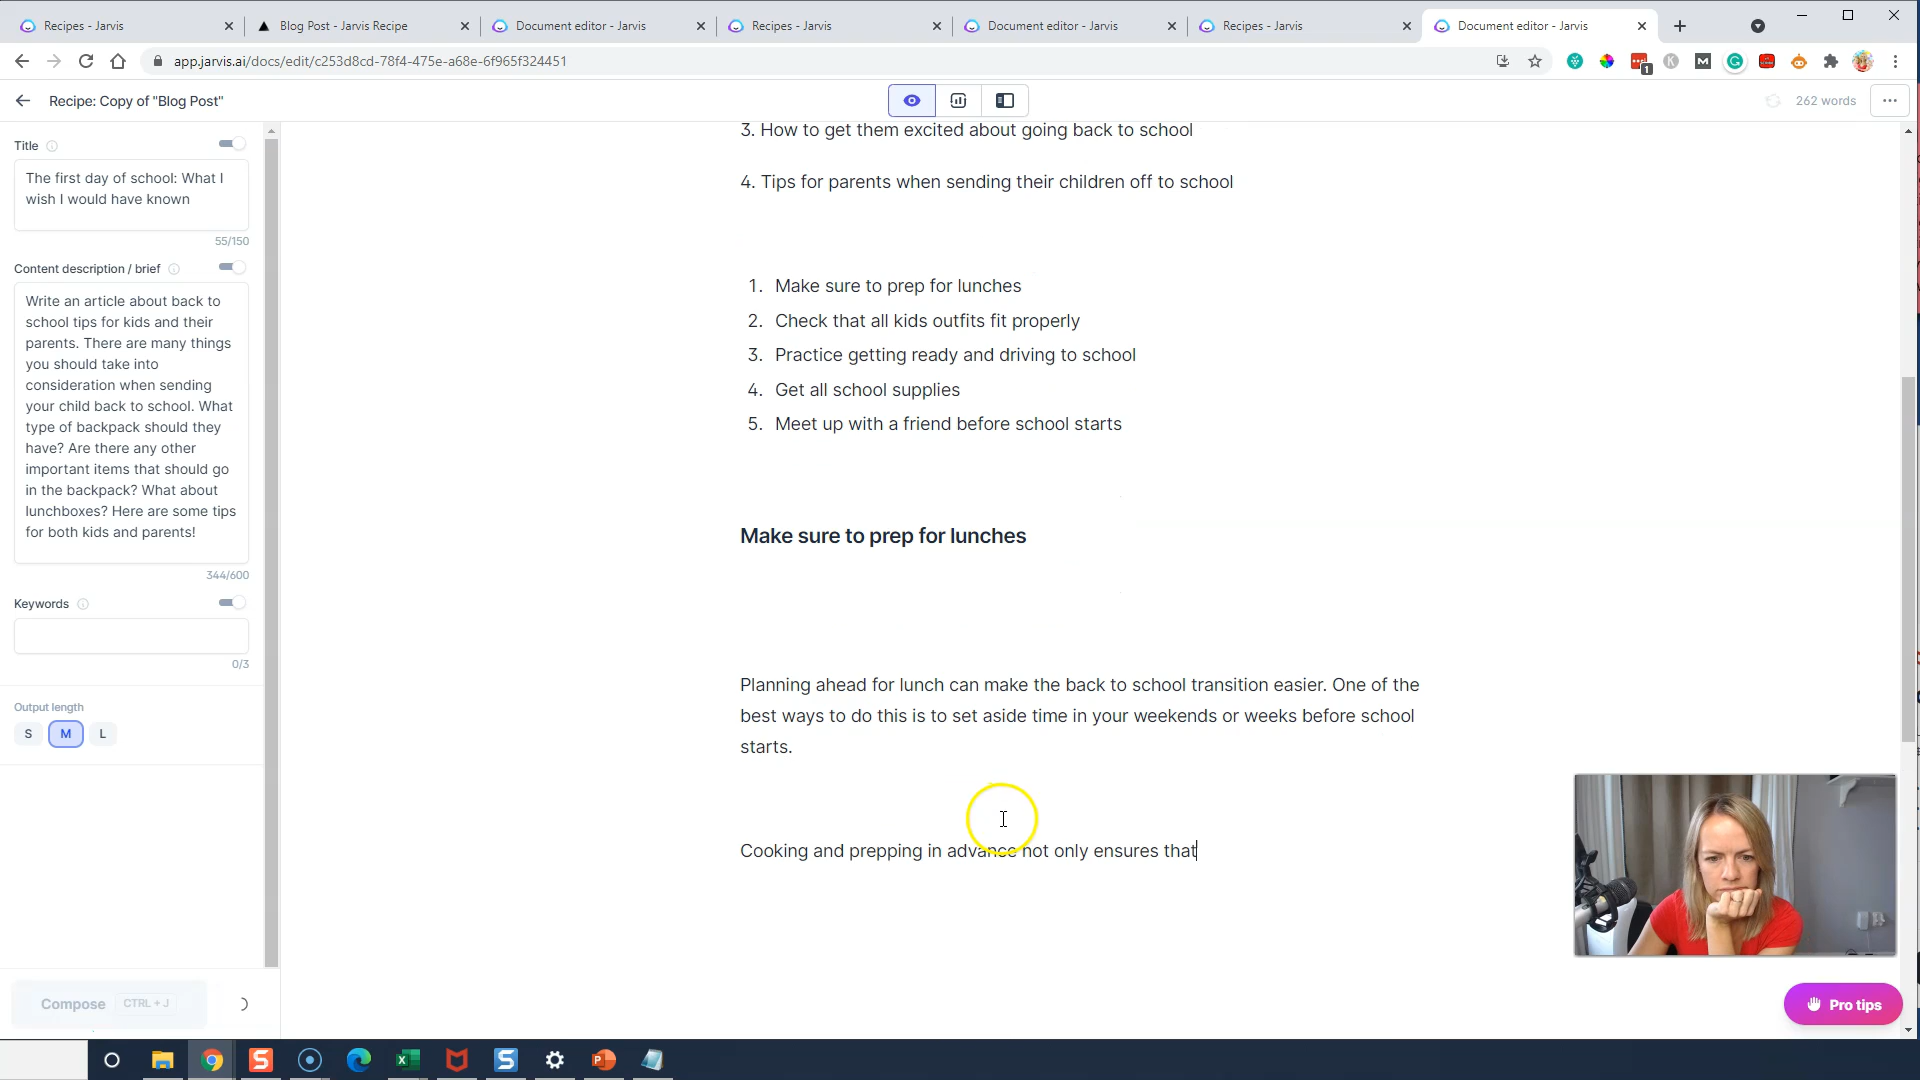 Recipes - Jarvis
Blog Post - Jarvis Recipe
Document editor - Jarvis
Recipes - Jarvis
Document editor - Jarvis
Recipes - Jarvis
Document editor - Jarvis
app.jarvis.ai/docs/edit/c253d8cd-78f4-475e-a68e-6f965f324451
Recipe: Copy of "Blog Post"
262 words
Title
The first day of school: What I
wish I would have known
55/150
Content description / brief
Write an article about back to
school tips for kids and their
parents. There are many things
you should take into
consideration when sending
your child back to school. What
type of backpack should they
have? Are there any other
important items that should go
in the backpack? What about
lunchboxes? Here are some tips
for both kids and parents!
344/600
Keywords
0/3
Output length
S M L
Compose CTRL + J
3. How to get them excited about going back to school
4. Tips for parents when sending their children off to school
1. Make sure to prep for lunches
2. Check that all kids outfits fit properly
3. Practice getting ready and driving to school
4. Get all school supplies
5. Meet up with a friend before school starts
Make sure to prep for lunches
Planning ahead for lunch can make the back to school transition easier. One of the
best ways to do this is to set aside time in your weekends or weeks before school
starts.
Cooking and prepping in advance not only ensures that
Pro tips